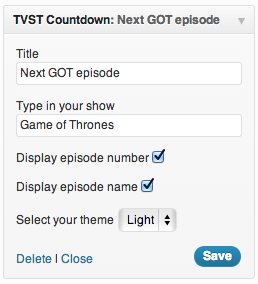 TVST Countdown: Next GOT episode
Title
Next GOT episode
Type in your show
Game of Thrones
Display episode number
Display episode name
Select your theme Light
Delete | Close Save